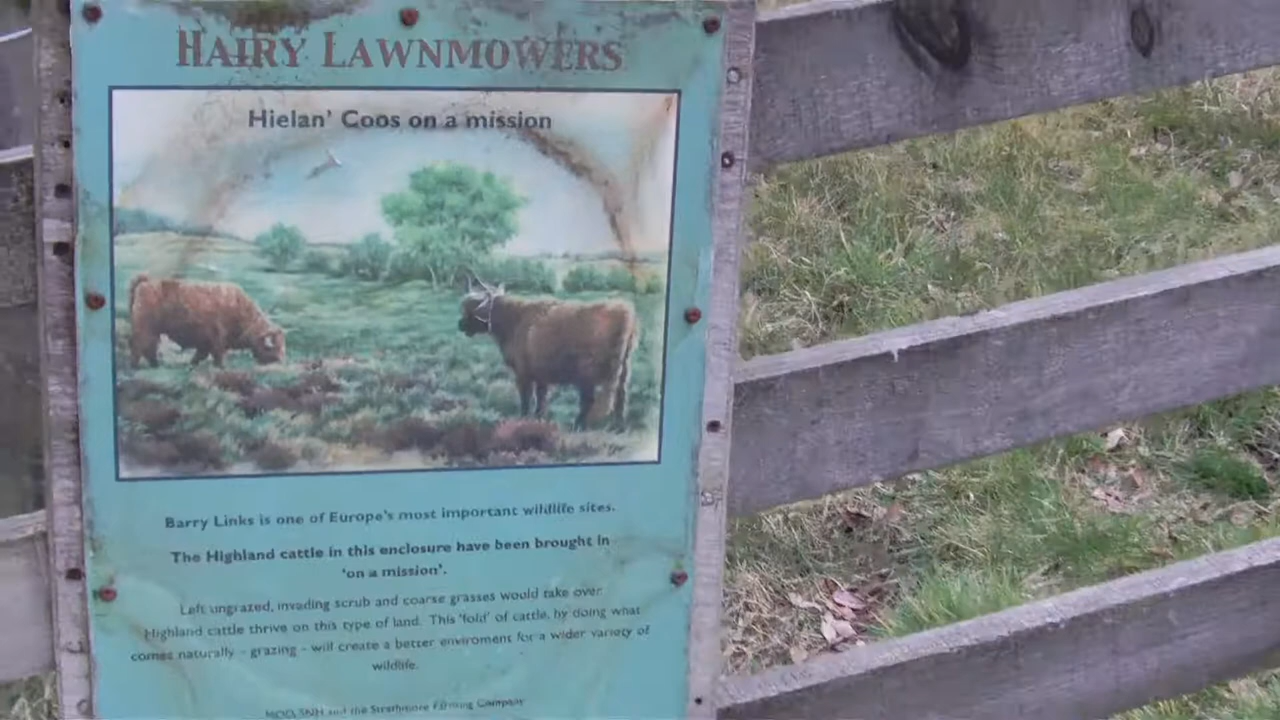 HAIRY LAWNMOWERS
Hielan' Coos on a mission
Barry Links is one of Europe's most important wildlife sites.
The Highland cattle in this enclosure have been brought in
'on a mission'.
Left ungrazed, invading scrub and coarse grasses would take over.
Highland cattle thrive on this type of land. This 'fold' of cattle, by doing what
comes naturally - grazing - will create a better enviroment for a wider variety of
wildlife.
MOD, SNH and the Strathmore Farming Company